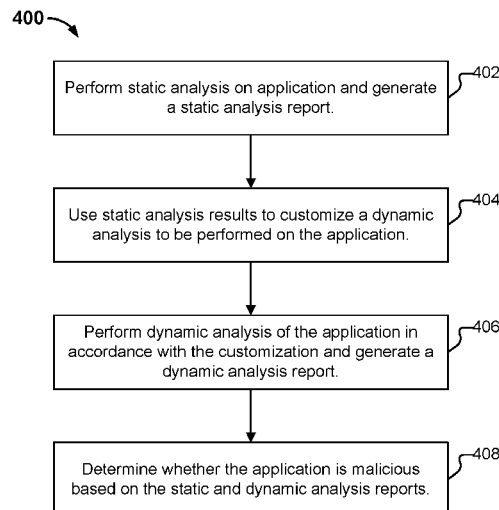 400
402
Perform static analysis on application and generate
a static analysis report.
404
Use static analysis results to customize a dynamic
analysis to be performed on the application.
406
Perform dynamic analysis of the application in
accordance with the customization and generate a
dynamic analysis report.
408
Determine whether the application is malicious
based on the static and dynamic analysis reports.